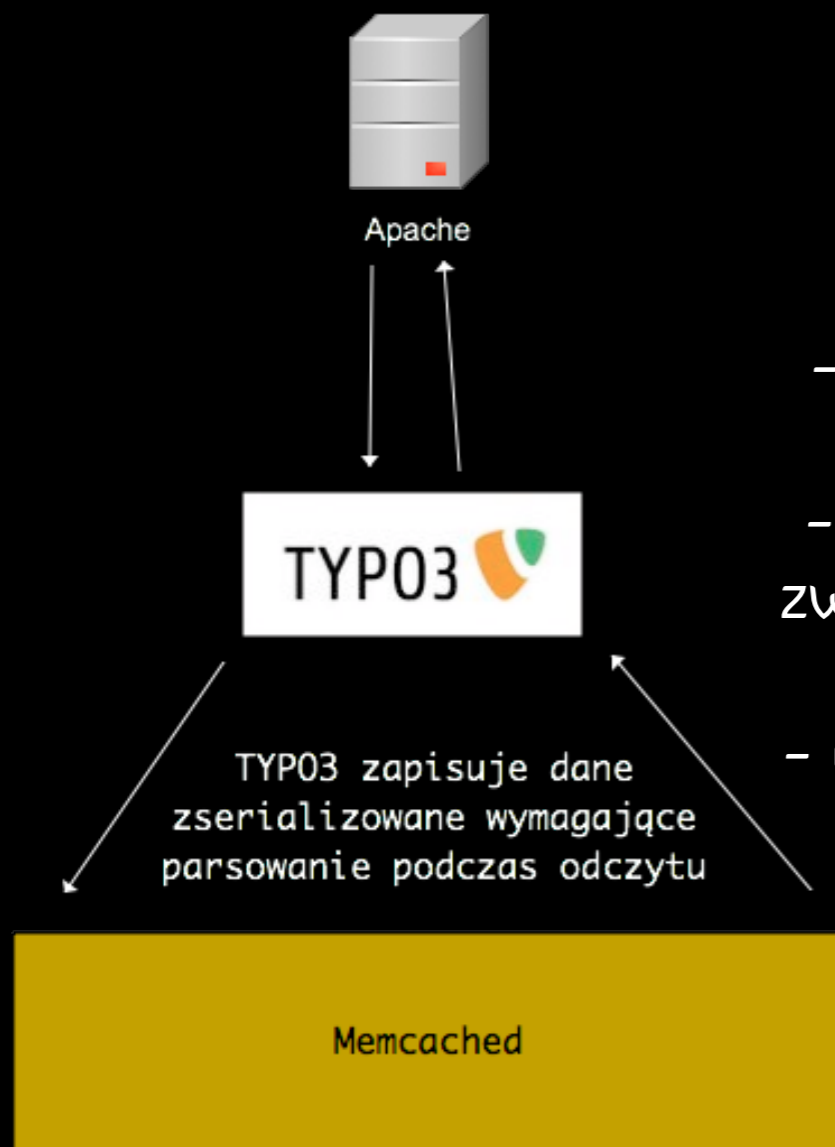 Apache
TYPO3
TYPO3 zapisuje dane
zserializowane wymagające
parsowanie podczas odczytu
Memcached